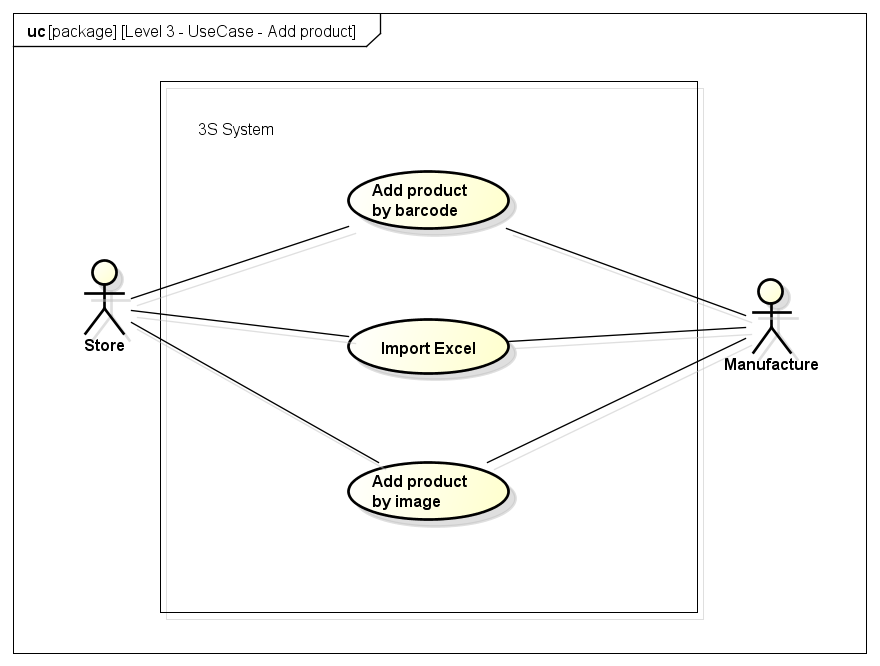 uc [package] [Level 3 - UseCase - Add product]
3S System
Add product
by barcode
Store
Import Excel
Manufacture
Add product
by image